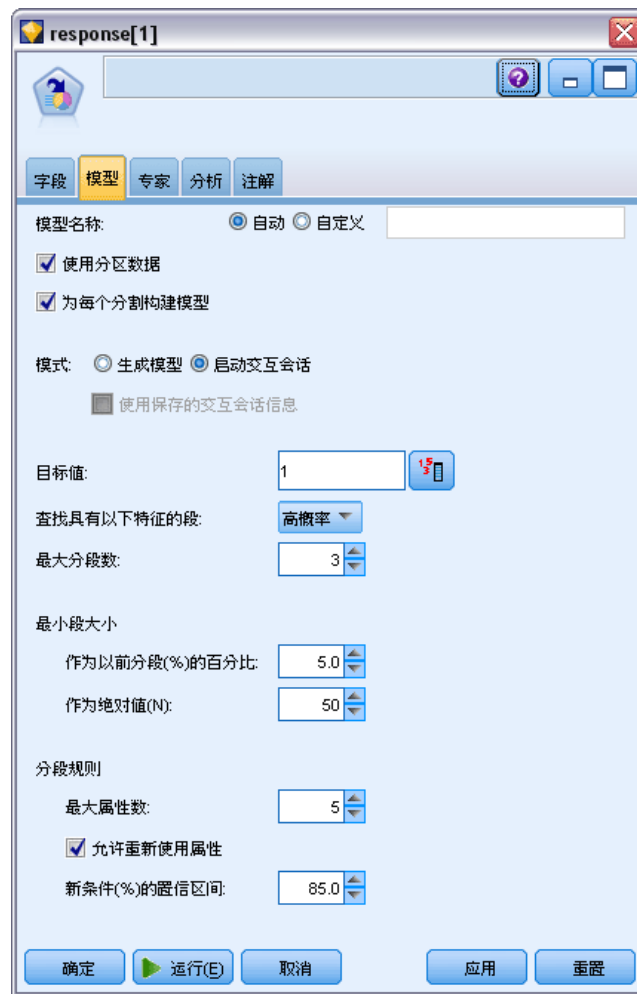 response[1]
字段 模型 专家 分析 注解
模型名称: 自动 自定义
使用分区数据
为每个分割构建模型
模式: 生成模型 启动交互会话
使用保存的交互会话信息
目标值: 1
查找具有以下特征的段: 高概率
最大分段数: 3
最小段大小
作为以前分段(%)的百分比: 5.0
作为绝对值(N): 50
分段规则
最大属性数: 5
允许重新使用属性
新条件(%)的置信区间: 85.0
确定 运行(E) 取消 应用 重置